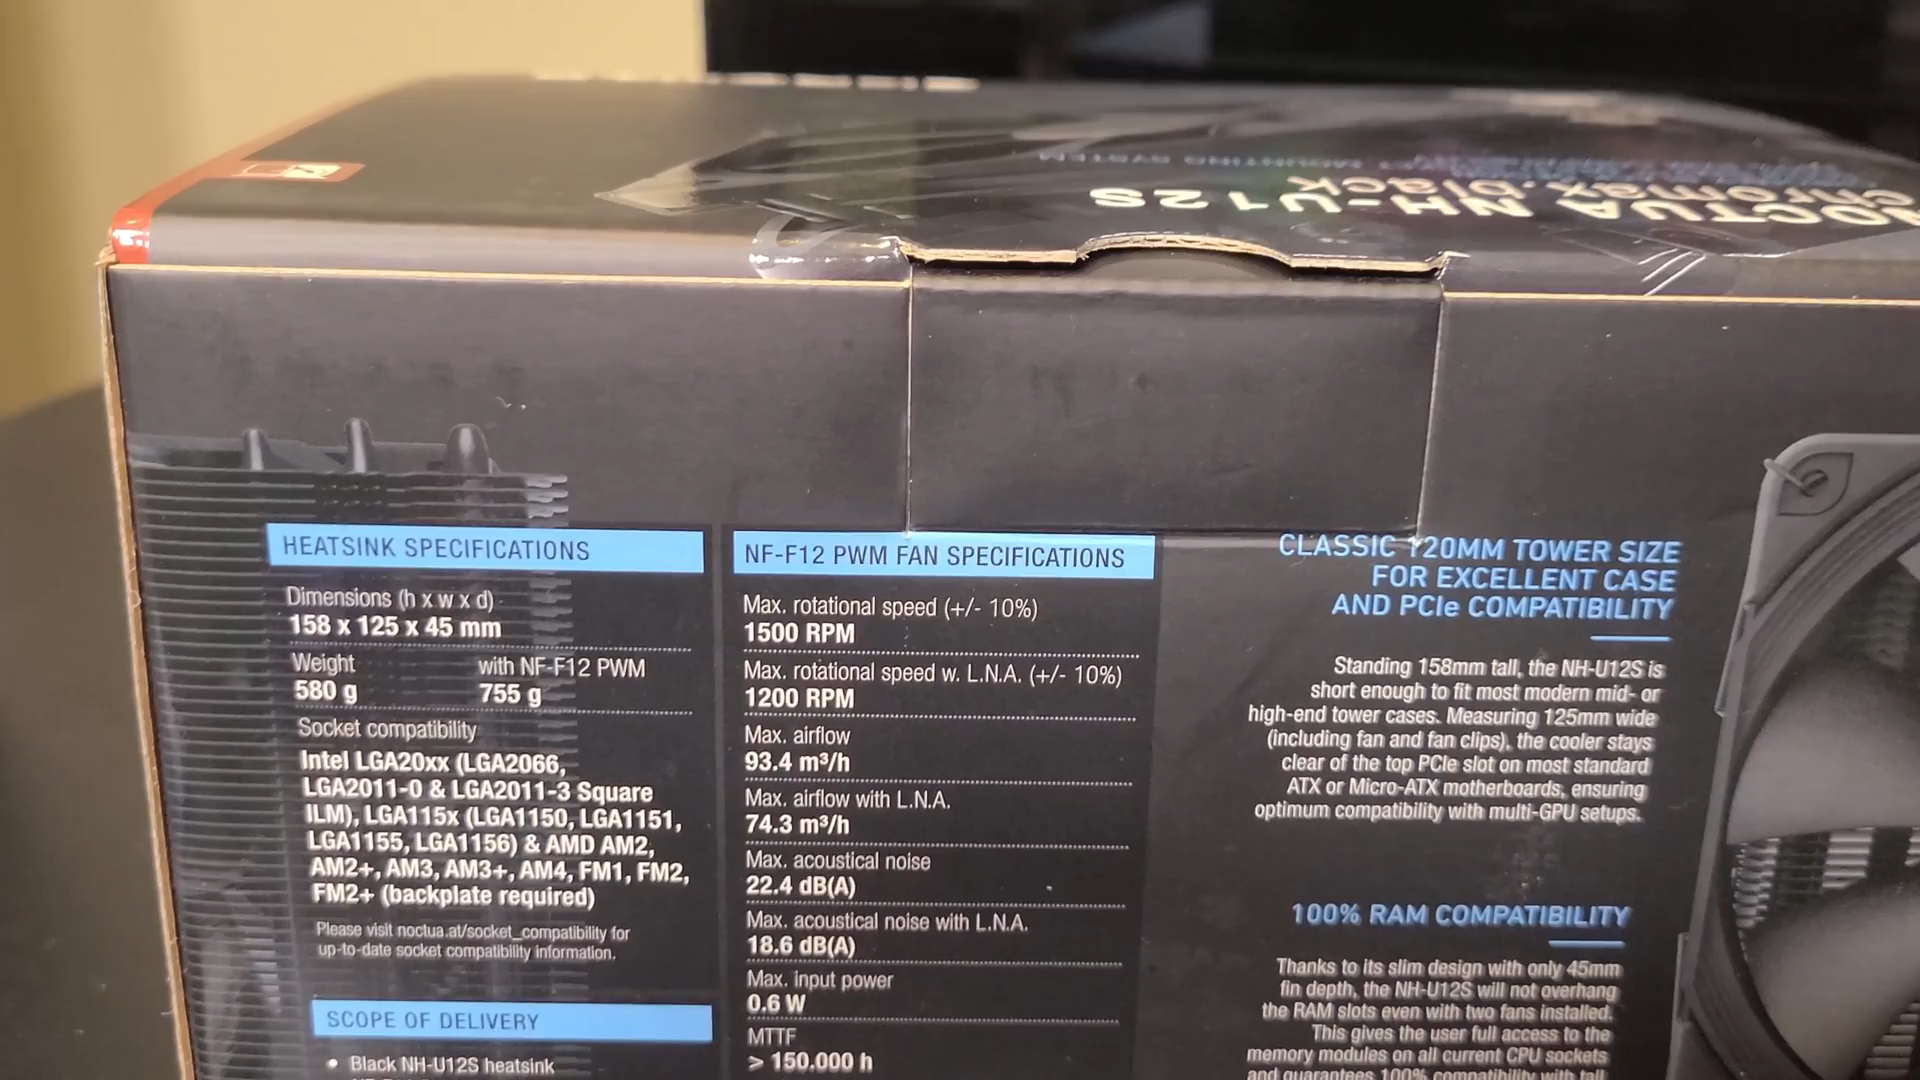 NOCTUA NH-U12S
chromax.black
HEATSINK SPECIFICATIONS
Dimensions (h x w x d)
158 x 125 x 45 mm
Weight with NF-F12 PWM
580 g 755 g
Socket compatibility
Intel LGA20xx (LGA2066,
LGA2011-0 & LGA2011-3 Square
ILM), LGA115x (LGA1150, LGA1151,
LGA1155, LGA1156) & AMD AM2,
AM2+, AM3, AM3+, AM4, FM1, FM2,
FM2+ (backplate required)
Please visit noctua.at/socket_compatibility for
up-to-date socket compatibility information.
SCOPE OF DELIVERY
• Black NH-U12S heatsink
NF-F12 PWM FAN SPECIFICATIONS
Max. rotational speed (+/- 10%)
1500 RPM
Max. rotational speed w. L.N.A. (+/- 10%)
1200 RPM
Max. airflow
93.4 m³/h
Max. airflow with L.N.A.
74.3 m³/h
Max. acoustical noise
22.4 dB(A)
Max. acoustical noise with L.N.A.
18.6 dB(A)
Max. input power
0.6 W
MTTF
> 150.000 h
CLASSIC 120MM TOWER SIZE
FOR EXCELLENT CASE
AND PCIe COMPATIBILITY
Standing 158mm tall, the NH-U12S is
short enough to fit most modern mid- or
high-end tower cases. Measuring 125mm wide
(including fan and fan clips), the cooler stays
clear of the top PCIe slot on most standard
ATX or Micro-ATX motherboards, ensuring
optimum compatibility with multi-GPU setups.
100% RAM COMPATIBILITY
Thanks to its slim design with only 45mm
fin depth, the NH-U12S will not overhang
the RAM slots even with two fans installed.
This gives the user full access to the
memory modules on all current CPU sockets
and guarantees 100% compatibility with tall